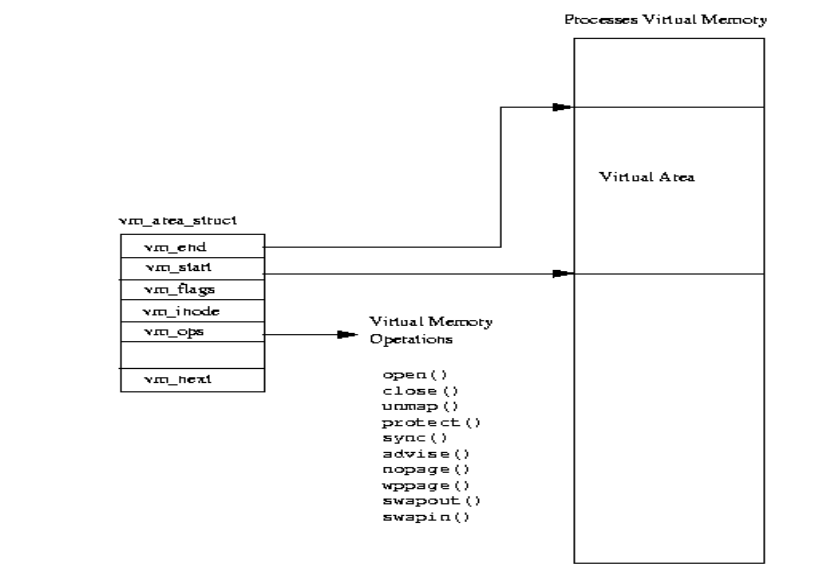 Processes Virtual Memory
Virtual Area
vm_area_struct
vm_end
vm_start
vm_flags
vm_inode
vm_ops
vm_next
Virtual Memory
Operations
open()
close()
unmap()
protect()
sync()
advise()
nopage()
wppage()
swapout()
swapin()